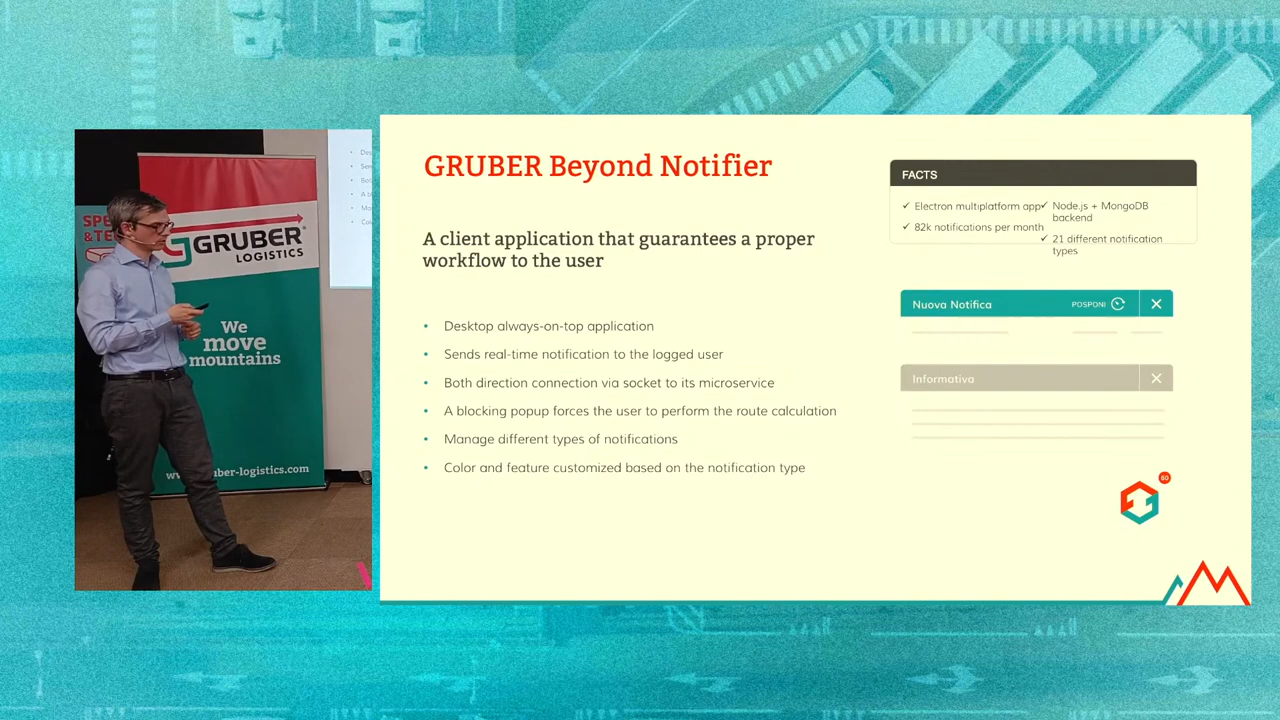 SPE
& TE
GRUBER
LOGISTICS
We
move
mountains
uber-logistics.com
GRUBER Beyond Notifier
A client application that guarantees a proper
workflow to the user
• Desktop always-on-top application
• Sends real-time notification to the logged user
• Both direction connection via socket to its microservice
• A blocking popup forces the user to perform the route calculation
• Manage different types of notifications
• Color and feature customized based on the notification type
FACTS
✓ Electron multiplatform app
✓ 82k notifications per month
✓ Node.js + MongoDB
backend
✓ 21 different notification
types
Nuova Notifica POSPONI
Informativa
60